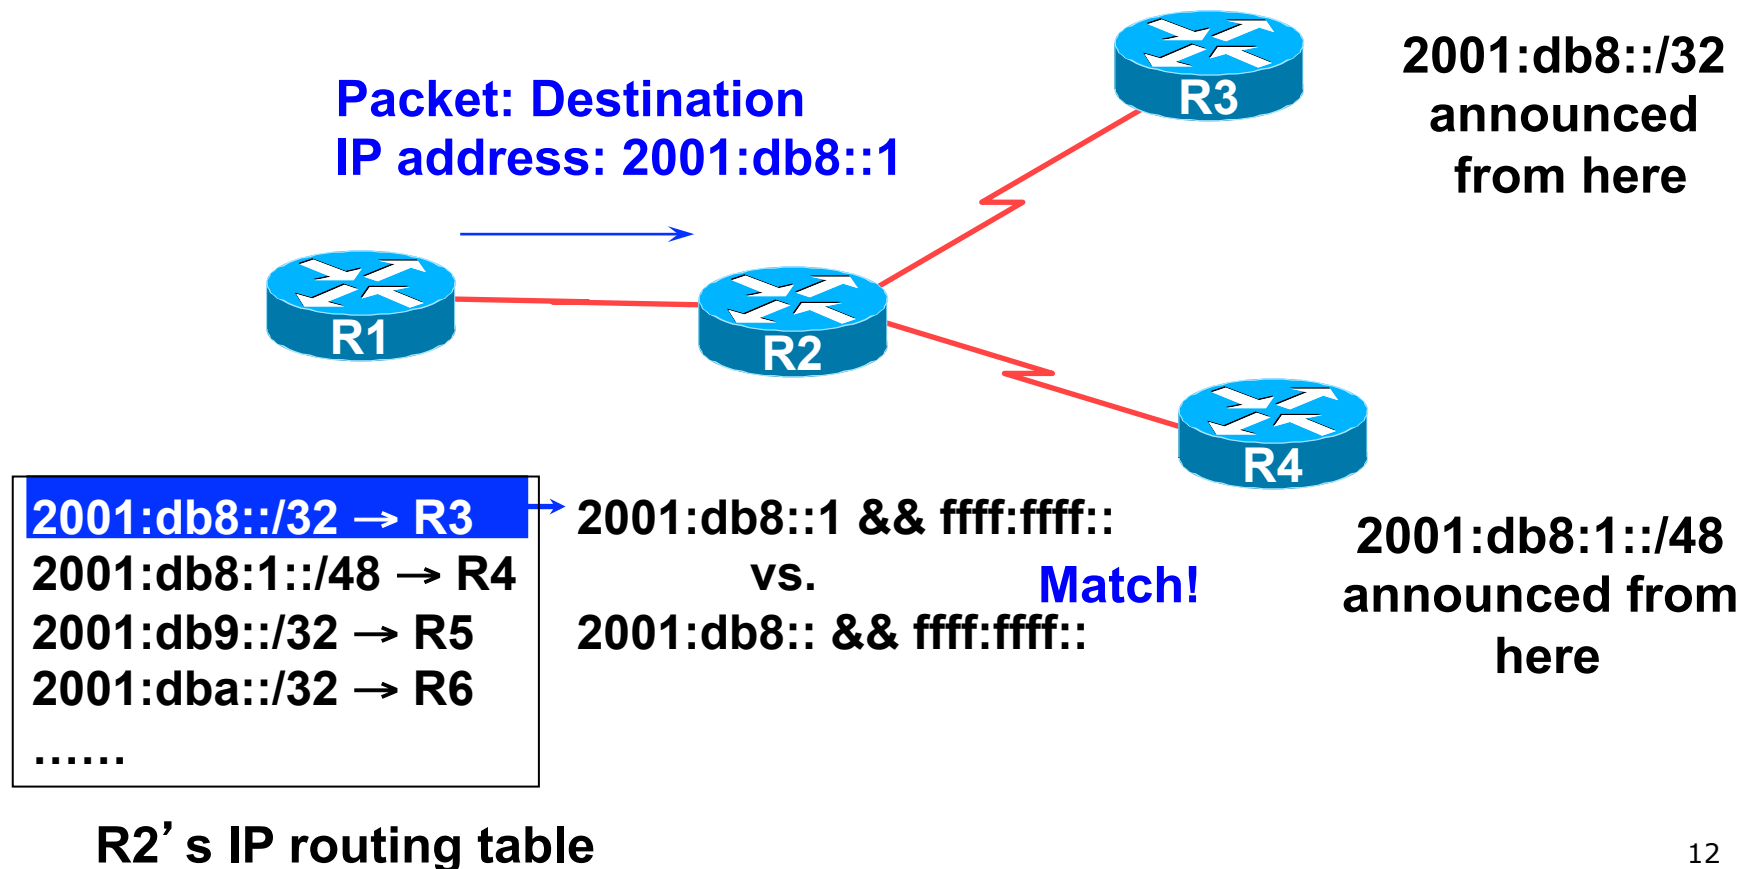 Packet: Destination
IP address: 2001:db8::1
R3
2001:db8::/32
announced
from here
R1
R2
R4
2001:db8::/32 → R3
2001:db8:1::/48 → R4
2001:db9::/32 → R5
2001:dba::/32 → R6
......
2001:db8::1 && ffff:ffff::
vs.
Match!
2001:db8:: && ffff:ffff::
2001:db8:1::/48
announced from
here
R2’s IP routing table
12